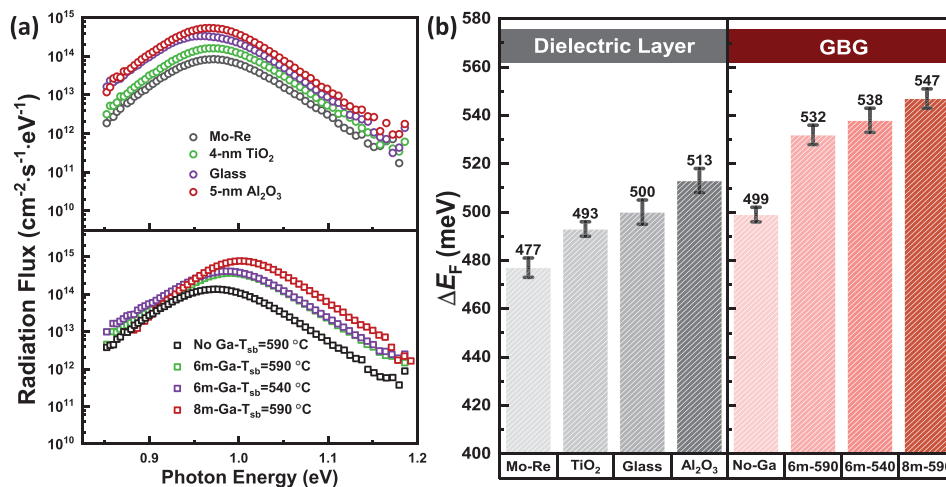 (a)
10¹⁵
10¹⁵
10¹⁴
10¹³
10¹²
10¹¹
Mo-Re
4-nm TiO₂
Glass
5-nm Al₂O₃
10¹⁵
10¹⁴
10¹³
10¹²
10¹¹
10¹⁰
No Ga-T_sb=590 °C
6m-Ga-T_sb=590 °C
6m-Ga-T_sb=540 °C
8m-Ga-T_sb=590 °C
0.9 1.0 1.1 1.2
Photon Energy (eV)
Radiation Flux (cm⁻²·s⁻¹·eV⁻¹)
(b)
580
560
540
520
500
480
460
440
420
400
ΔE_F (meV)
Dielectric Layer GBG
477 493 500 513 499 532 538 547
Mo-Re TiO₂ Glass Al₂O₃ No-Ga 6m-590 6m-540 8m-590